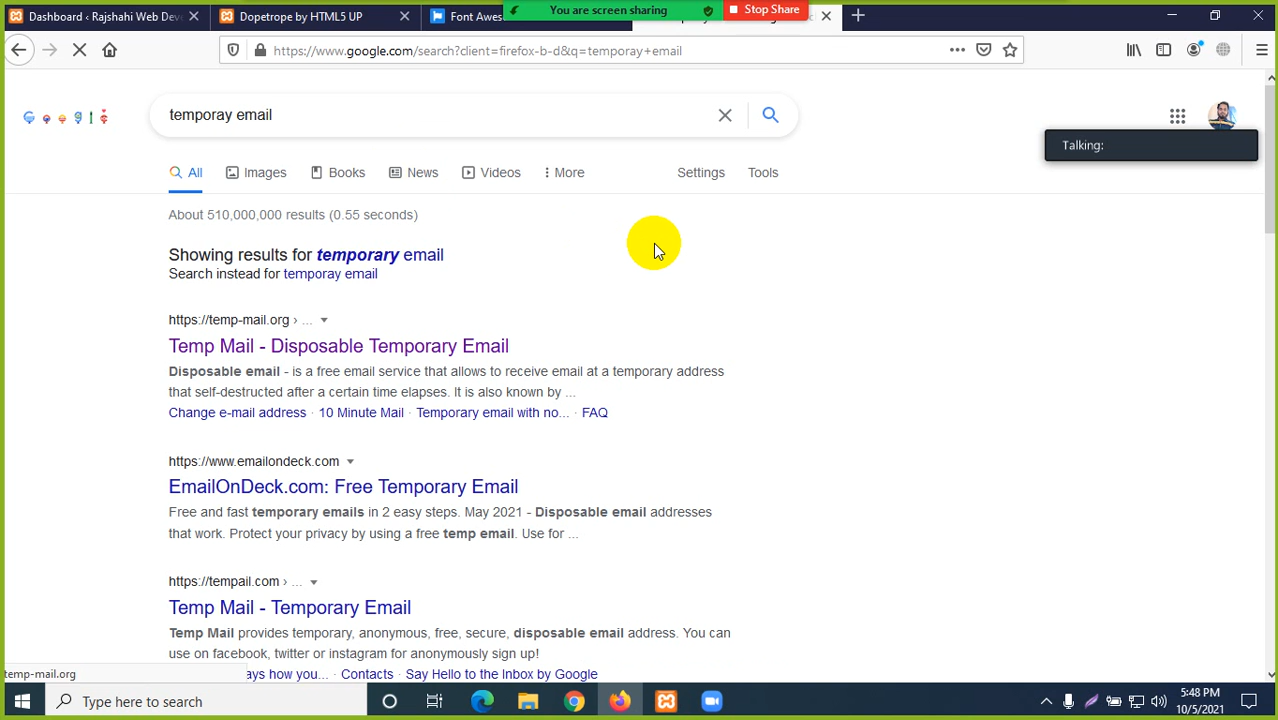 Dashboard ‹ Rajshahi Web Dev
Dopetrope by HTML5 UP
Font Awes
You are screen sharing
Stop Share
https://www.google.com/search?client=firefox-b-d&q=temporay+email
Google
temporay email
Talking:
All
Images
Books
News
Videos
More
Settings
Tools
About 510,000,000 results (0.55 seconds)
Showing results for temporary email
Search instead for temporay email
https://temp-mail.org › ...
Temp Mail - Disposable Temporary Email
Disposable email - is a free email service that allows to receive email at a temporary address
that self-destructed after a certain time elapses. It is also known by ...
Change e-mail address · 10 Minute Mail · Temporary email with no... · FAQ
https://www.emailondeck.com
EmailOnDeck.com: Free Temporary Email
Free and fast temporary emails in 2 easy steps. May 2021 - Disposable email addresses
that work. Protect your privacy by using a free temp email. Use for ...
https://tempail.com › ...
Temp Mail - Temporary Email
Temp Mail provides temporary, anonymous, free, secure, disposable email address. You can
use on facebook, twitter or instagram for anonymously sign up!
ays how you... · Contacts · Say Hello to the Inbox by Google
temp-mail.org
Type here to search
5:48 PM
10/5/2021